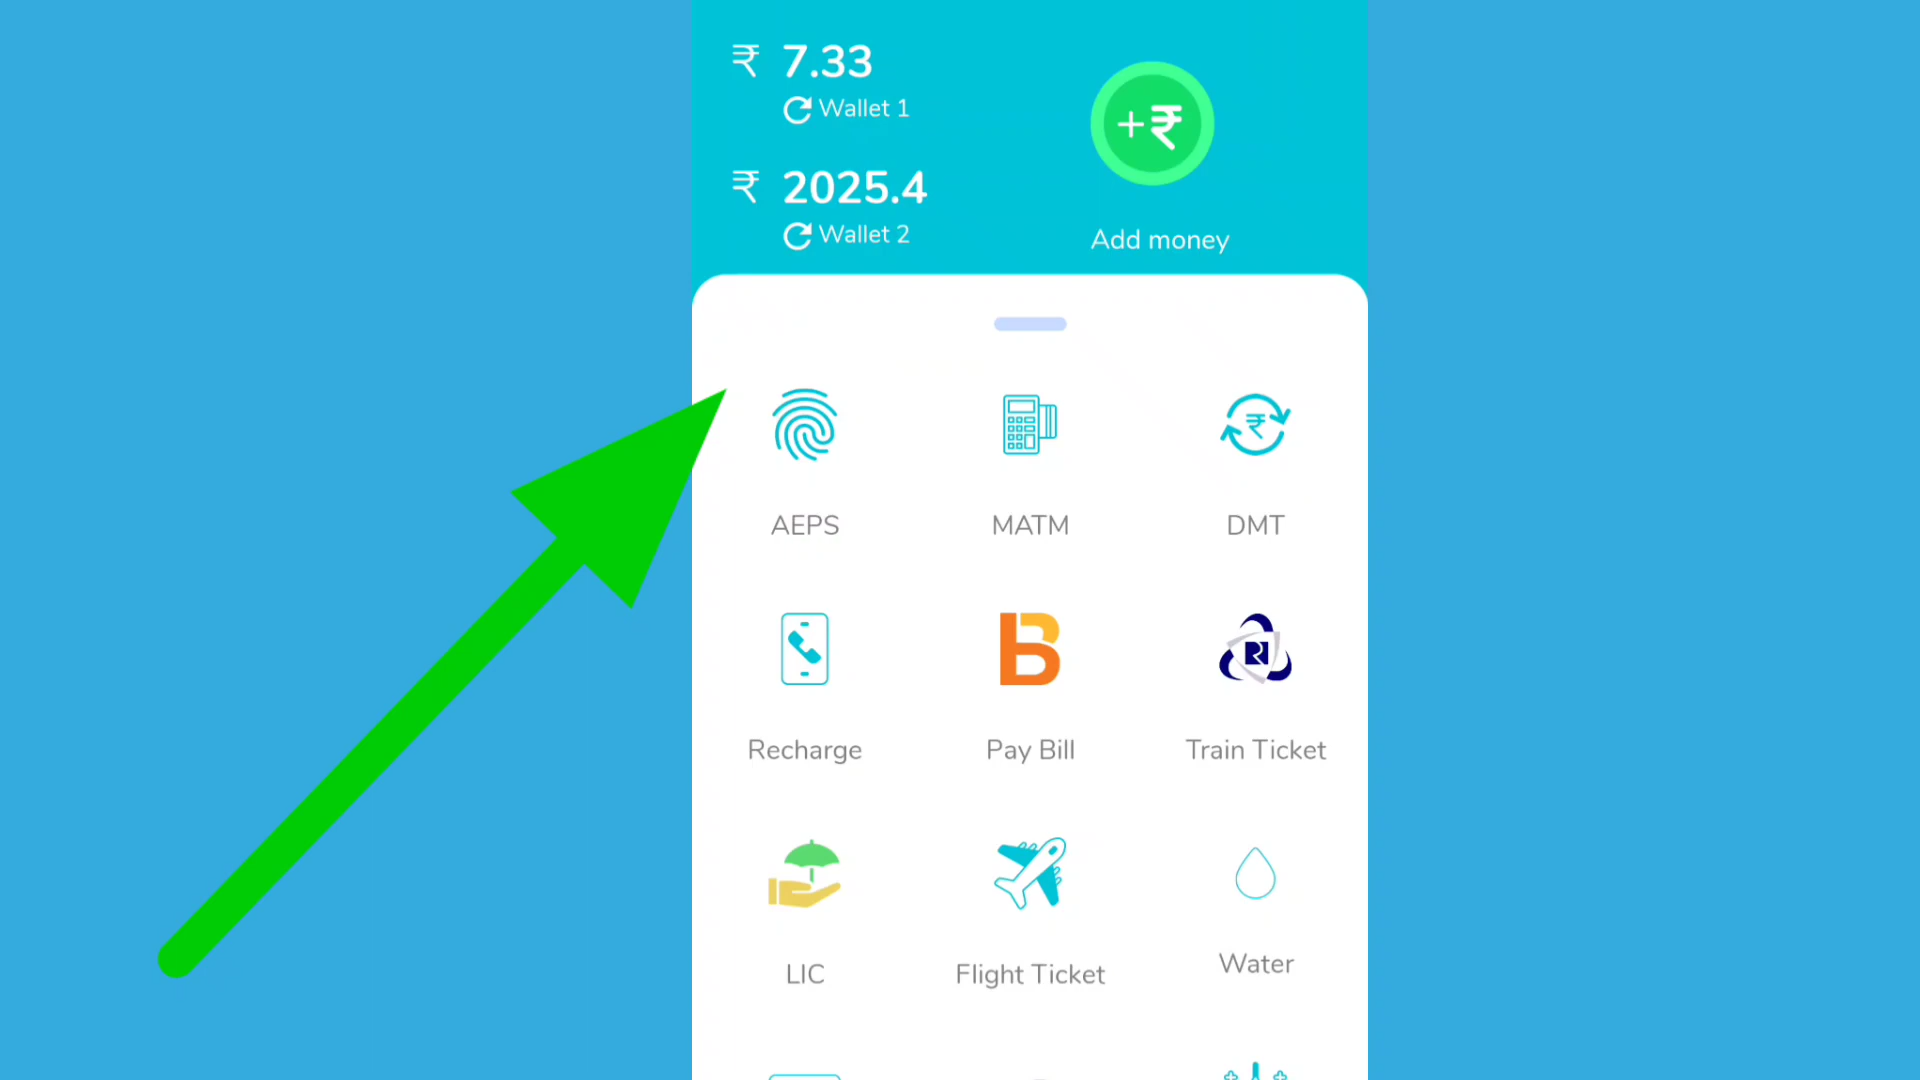 ₹ 7.33
Wallet 1
+₹
₹ 2025.4
Wallet 2
Add money
AEPS
MATM
DMT
Recharge
Pay Bill
Train Ticket
LIC
Flight Ticket
Water